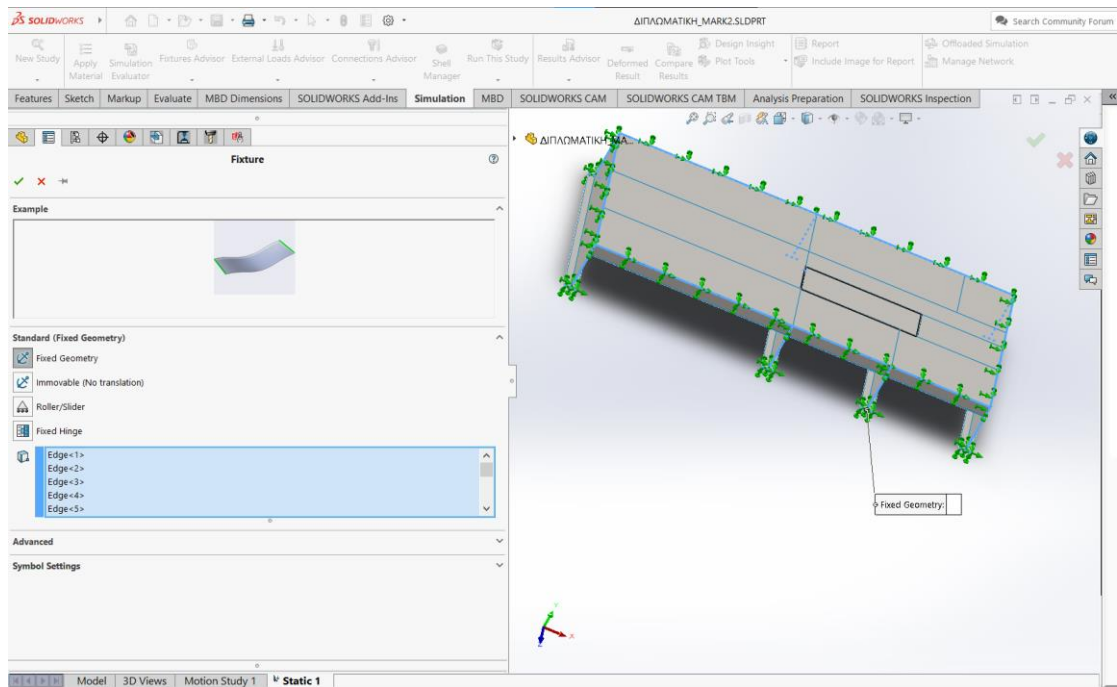 SOLIDWORKS
ΔΙΠΛΩΜΑΤΙΚΗ_MARK2.SLDPRT
Search Community Forum
New Study
Apply Material
Simulation Evaluator
Fixtures Advisor
External Loads Advisor
Connections Advisor
Shell Manager
Run This Study
Results Advisor
Deformed Result
Compare Results
Design Insight
Plot Tools
Report
Include Image for Report
Offloaded Simulation
Manage Network
Features Sketch Markup Evaluate MBD Dimensions SOLIDWORKS Add-Ins Simulation MBD SOLIDWORKS CAM SOLIDWORKS CAM TBM Analysis Preparation SOLIDWORKS Inspection
ΔΙΠΛΩΜΑΤΙΚΗ_MA...
Fixture
Example
Standard (Fixed Geometry)
Fixed Geometry
Immovable (No translation)
Roller/Slider
Fixed Hinge
Edge<1>
Edge<2>
Edge<3>
Edge<4>
Edge<5>
Fixed Geometry:
Advanced
Symbol Settings
Y
X
Z
Model 3D Views Motion Study 1 Static 1